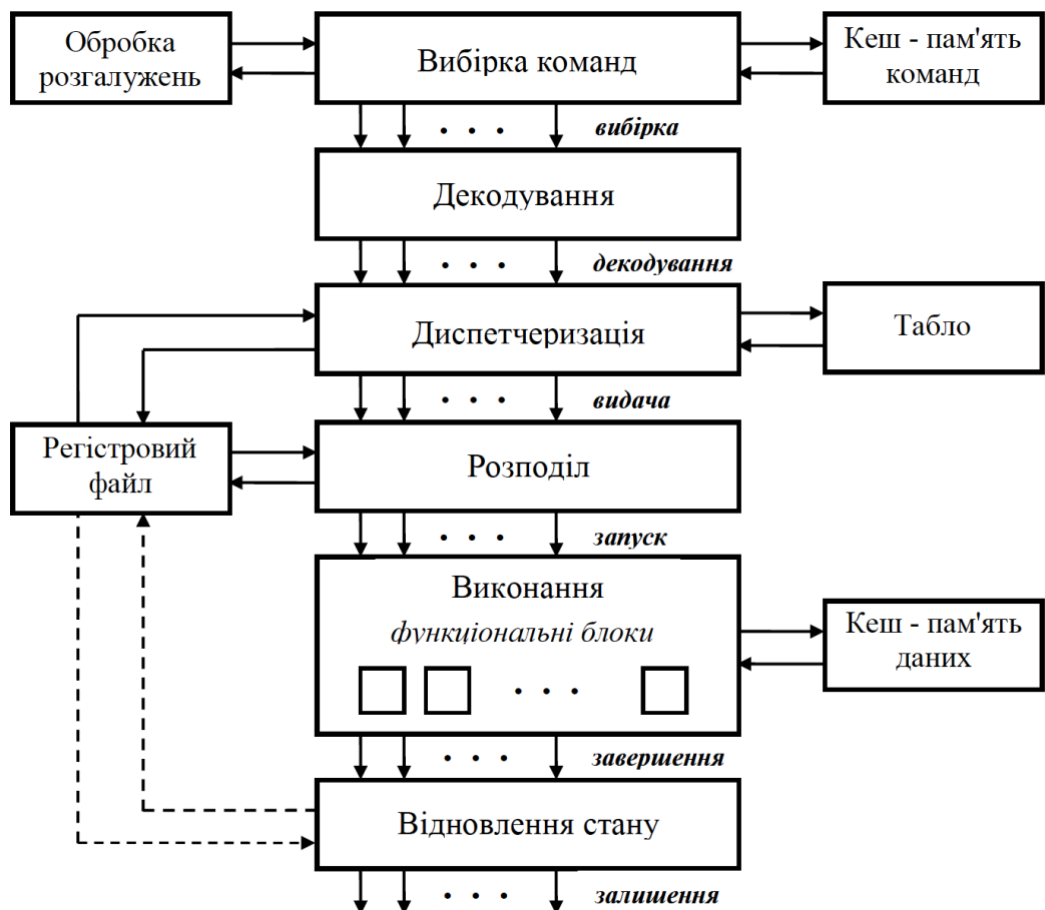 Обробка
розгалужень
Вибірка команд
Кеш - пам'ять
команд
вибірка
Декодування
декодування
Диспетчеризація
Табло
видача
Регістровий
файл
Розподіл
запуск
Виконання
функціональні блоки
Кеш - пам'ять
даних
завершення
Відновлення стану
залишення